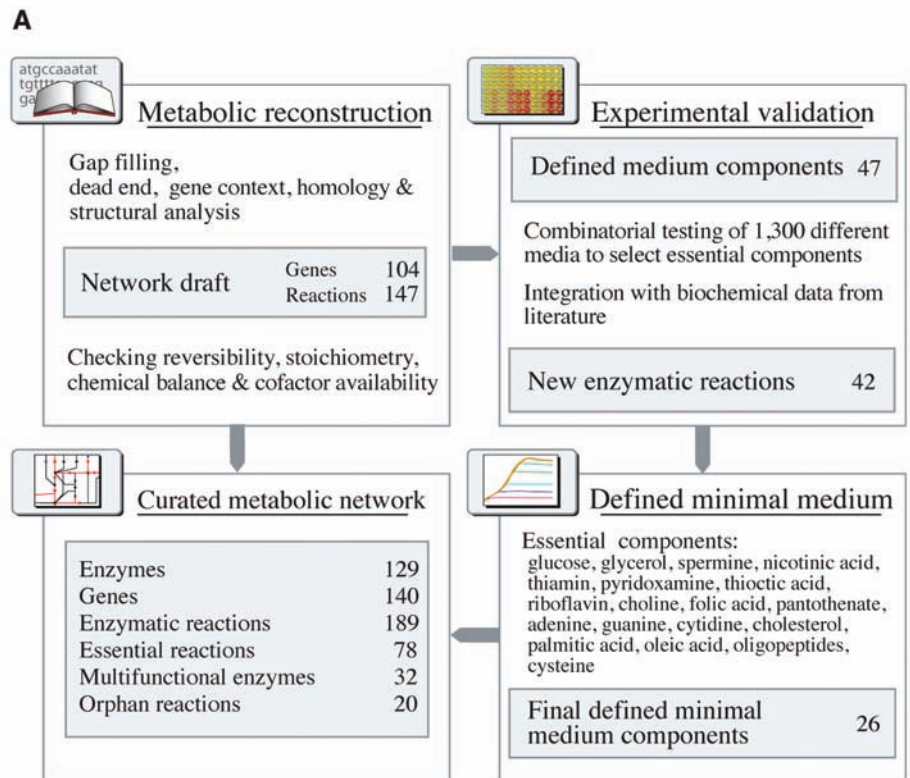 A
atgccaaatat
tgtttt
ga
Metabolic reconstruction
Gap filling,
dead end, gene context, homology &
structural analysis
Network draft Genes 104
Reactions 147
Checking reversibility, stoichiometry,
chemical balance & cofactor availability
Experimental validation
Defined medium components 47
Combinatorial testing of 1,300 different
media to select essential components
Integration with biochemical data from
literature
New enzymatic reactions 42
Curated metabolic network
Enzymes 129
Genes 140
Enzymatic reactions 189
Essential reactions 78
Multifunctional enzymes 32
Orphan reactions 20
Defined minimal medium
Essential components:
glucose, glycerol, spermine, nicotinic acid,
thiamin, pyridoxamine, thioctic acid,
riboflavin, choline, folic acid, pantothenate,
adenine, guanine, cytidine, cholesterol,
palmitic acid, oleic acid, oligopeptides,
cysteine
Final defined minimal
medium components 26